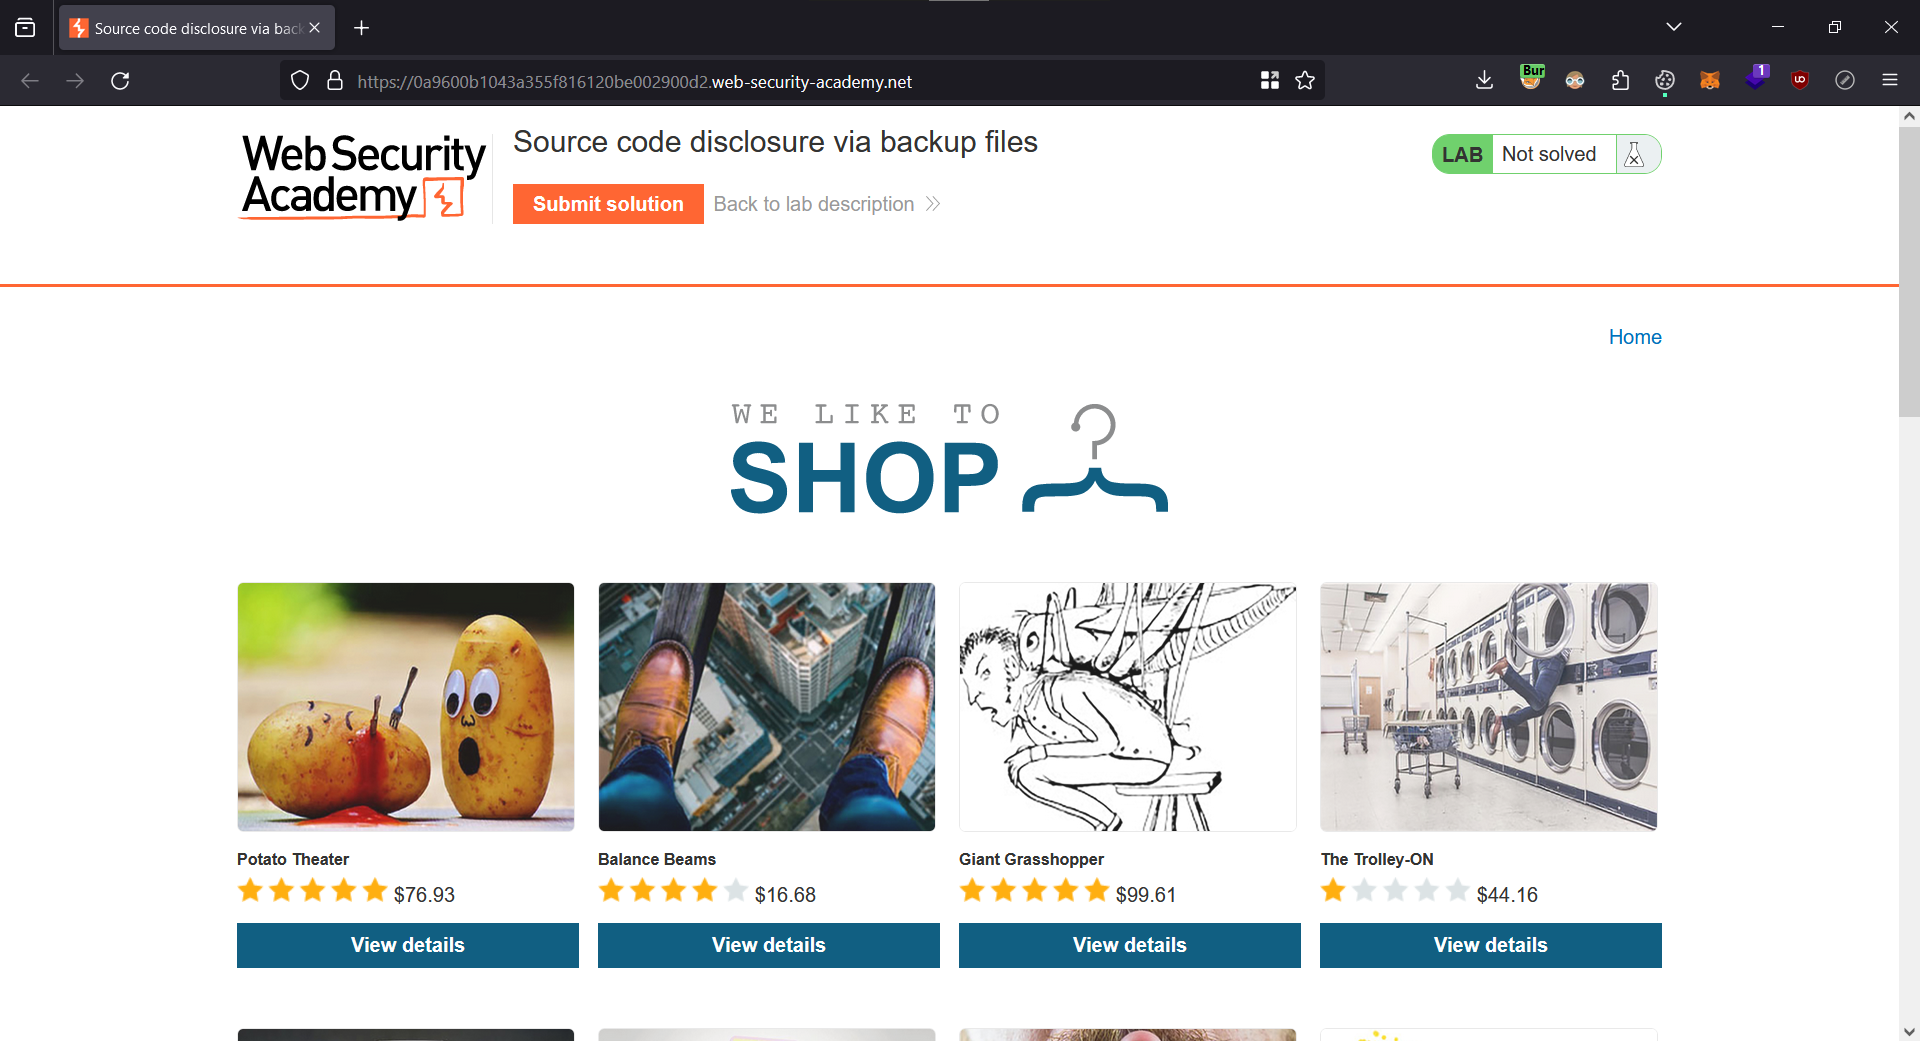 Source code disclosure via back
https://0a9600b1043a355f816120be002900d2.web-security-academy.net
Bur
1
Web Security
Academy
Source code disclosure via backup files
Submit solution
Back to lab description
LAB
Not solved
Home
WE LIKE TO
SHOP
Potato Theater
$76.93
View details
Balance Beams
$16.68
View details
Giant Grasshopper
$99.61
View details
The Trolley-ON
$44.16
View details